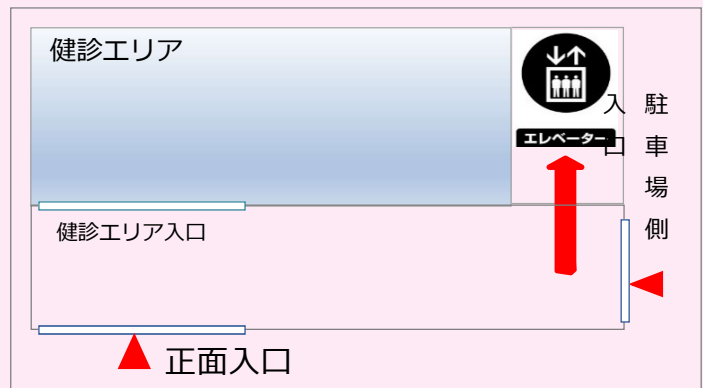 健診エリア
エレベーター
駐車場側
入口
健診エリア入口
正面入口